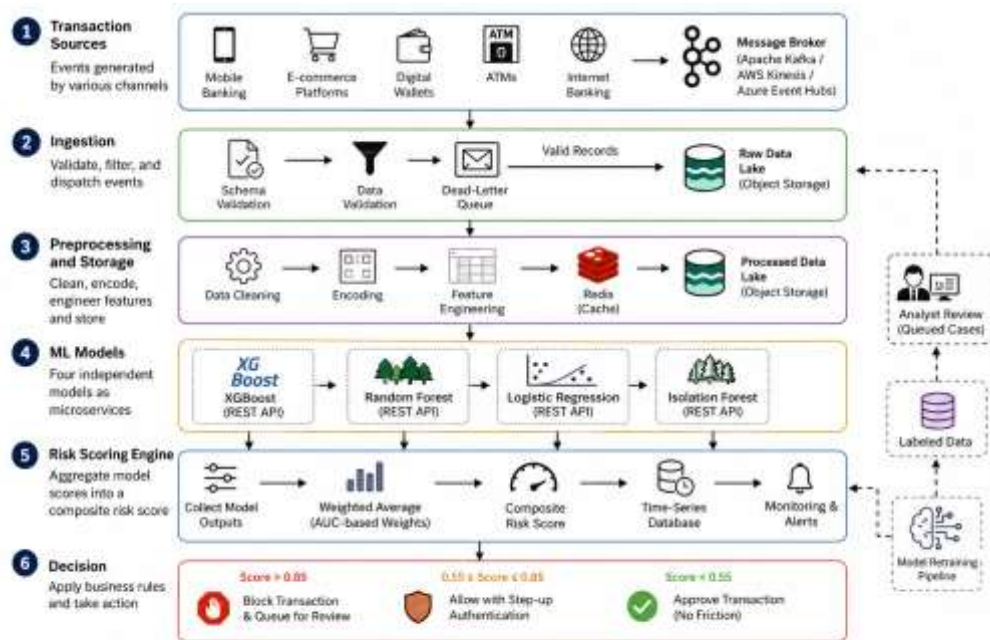 1 Transaction Sources
Events generated
by various channels
Mobile
Banking
E-commerce
Platforms
Digital
Wallets
ATM
ATMs
Internet
Banking
Message Broker
(Apache Kafka /
AWS Kinesis /
Azure Event Hubs)
2 Ingestion
Validate, filter, and
dispatch events
Schema
Validation
Data
Validation
Dead-Letter
Queue
Valid Records
Raw Data
Lake
(Object Storage)
3 Preprocessing
and Storage
Clean, encode,
engineer features
and store
Data Cleaning
Encoding
Feature
Engineering
Redis
(Cache)
Processed Data
Lake
(Object Storage)
Analyst Review
(Queued Cases)
4 ML Models
Four independent
models as
microservices
XG
Boost
XGBoost
(REST API)
Random Forest
(REST API)
Logistic Regression
(REST API)
Isolation Forest
(REST API)
Labeled Data
5 Risk Scoring Engine
Aggregate model
scores into a
composite risk score
Collect Model
Outputs
Weighted Average
(AUC-based Weights)
Composite
Risk Score
Time-Series
Database
Monitoring &
Alerts
Model Retraining
Pipeline
6 Decision
Apply business rules
and take action
Score > 0.85
Block Transaction
& Queue for Review
0.55 ≤ Score ≤ 0.85
Allow with Step-up
Authentication
Score < 0.55
Approve Transaction
(No Friction)